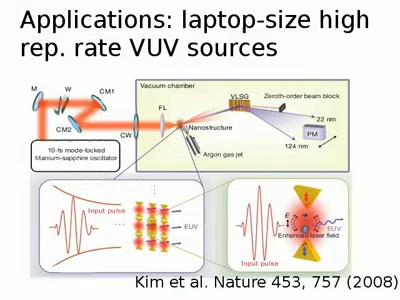 Applications: laptop-size high
rep. rate VUV sources
Vacuum chamber
M
W
CM1
VLSG
Zeroth-order beam block
FL
22 nm
CM2
CW
Nanostructure
PM
10-fs mode-locked
titanium-sapphire oscillator
Argon gas jet
124 nm
Input pulse
EUV
E
EUV
Enhanced laser field
Input pulse
Kim et al. Nature 453, 757 (2008)